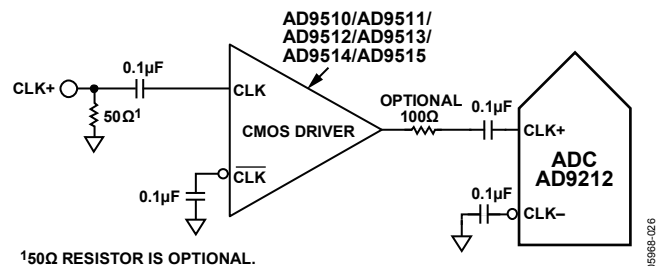 AD9510/AD9511/
AD9512/AD9513/
AD9514/AD9515
CLK+
0.1µF
50Ω¹
CLK
CMOS DRIVER
CLK
0.1µF
OPTIONAL
100Ω
0.1µF
CLK+
ADC
AD9212
0.1µF
CLK–
¹50Ω RESISTOR IS OPTIONAL.
05968-026